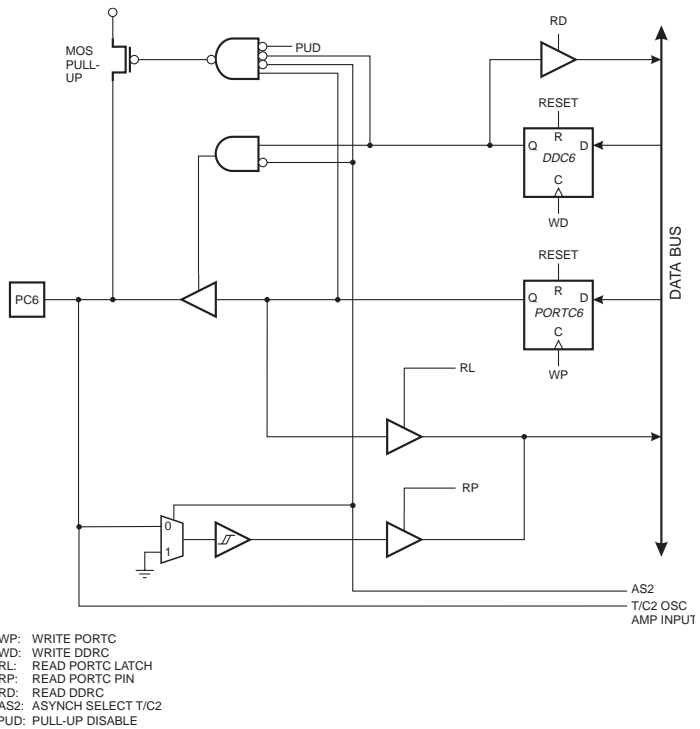 RD
PUD
MOS
PULL-
UP
RESET
R
Q D
DDC6
C
WD
DATA BUS
RESET
R
Q D
PORTC6
C
WP
PC6
RL
RP
0
1
AS2
T/C2 OSC
AMP INPUT
WP: WRITE PORTC
WD: WRITE DDRC
RL: READ PORTC LATCH
RP: READ PORTC PIN
RD: READ DDRC
AS2: ASYNCH SELECT T/C2
PUD: PULL-UP DISABLE